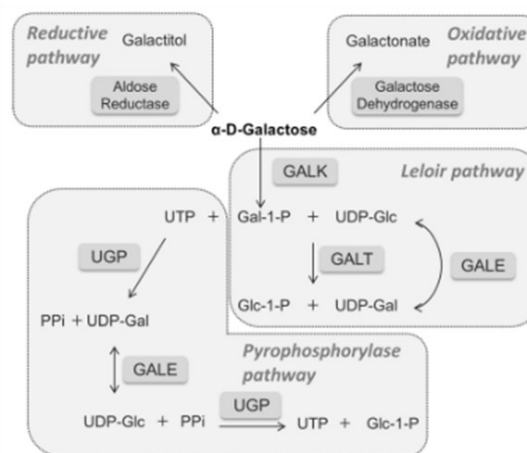 Reductive
pathway
Galactitol
Aldose
Reductase
Galactonate
Oxidative
pathway
Galactose
Dehydrogenase
α-D-Galactose
GALK
Leloir pathway
UTP + Gal-1-P + UDP-Glc
UGP
GALT
GALE
Glc-1-P + UDP-Gal
PPi + UDP-Gal
GALE
Pyrophosphorylase
pathway
UGP
UDP-Glc + PPi
UTP + Glc-1-P